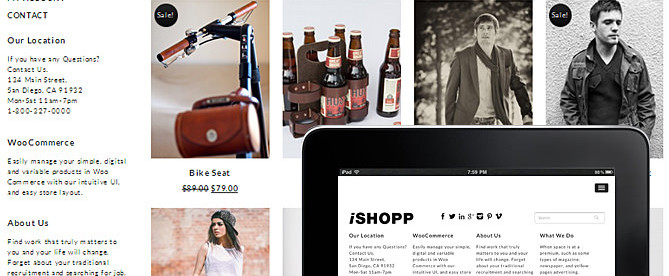 CONTACT
Our Location
If you have any Questions?
Contact Us.
134 Main Street,
San Diego, CA 91932
Mon-Sat 11am-7pm
1-800-327-0000
WooCommerce
Easily manage your simple, digital
and variable products in Woo
Commerce with our intuitive UI,
and easy store layout.
About Us
Find work that truly matters to
you and your life will change.
Forget about your traditional
recruitment and searching for job.
Sale!
Bike Seat
$89.00 $79.00
Sale!
iPad
7:59 PM
iSHOPP
Search
Our Location
If you have any Questions?
Contact Us.
134 Main Street,
San Diego, CA 91932
Mon-Sat 11am-7pm
WooCommerce
Easily manage your simple,
digital and variable
products in Woo
Commerce with our
intuitive UI, and easy store
About Us
Find work that truly
matters to you and your
life will change. Forget
about your traditional
recruitment and searching
What We Do
When space is at a
premium, such as some
types of magazine,
newspaper, and yellow
pages advertising,